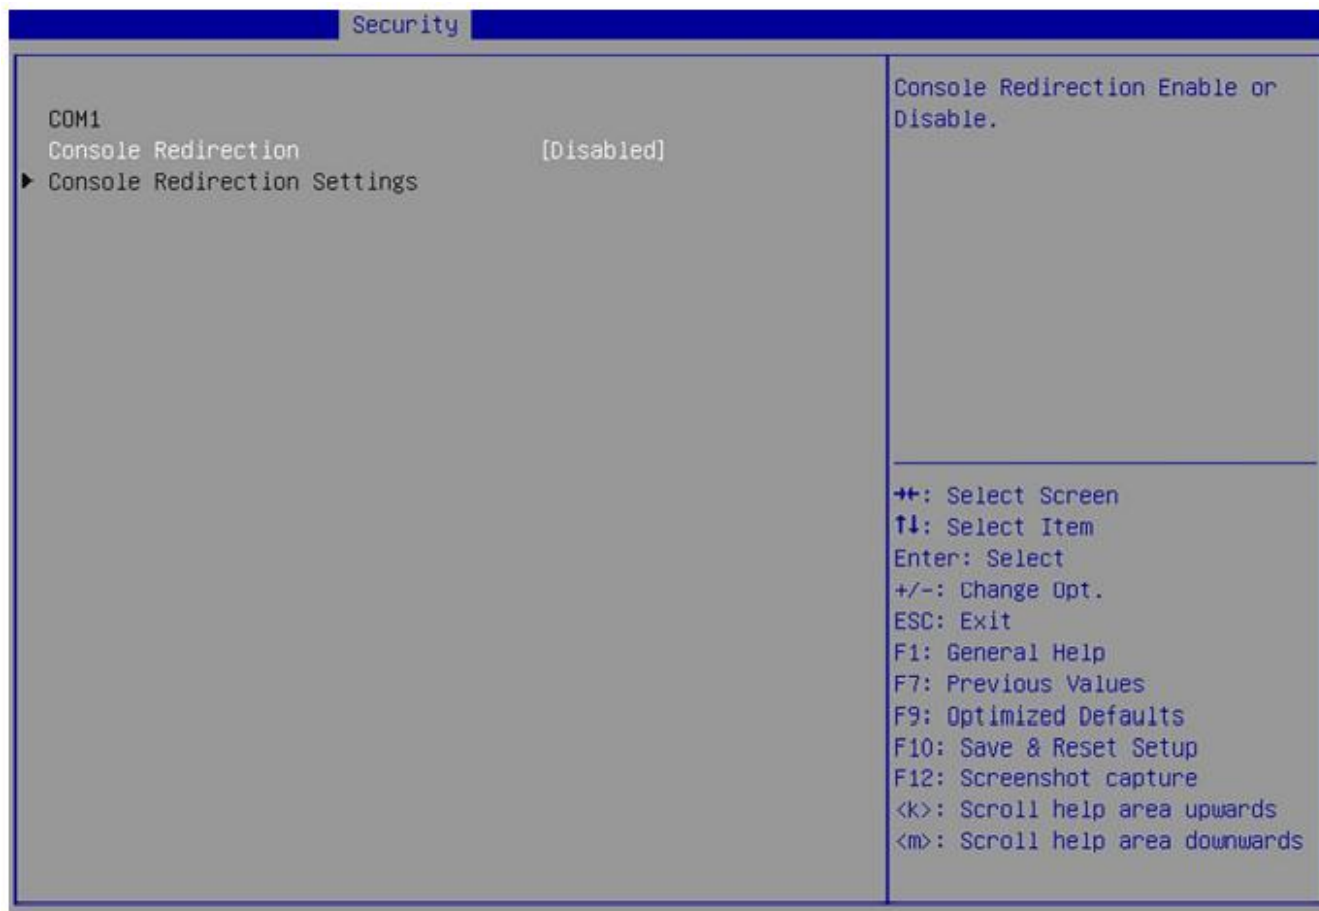 Security
COM1
Console Redirection [Disabled]
▶ Console Redirection Settings
Console Redirection Enable or
Disable.
→←: Select Screen
↑↓: Select Item
Enter: Select
+/-: Change Opt.
ESC: Exit
F1: General Help
F7: Previous Values
F9: Optimized Defaults
F10: Save & Reset Setup
F12: Screenshot capture
<k>: Scroll help area upwards
<m>: Scroll help area downwards